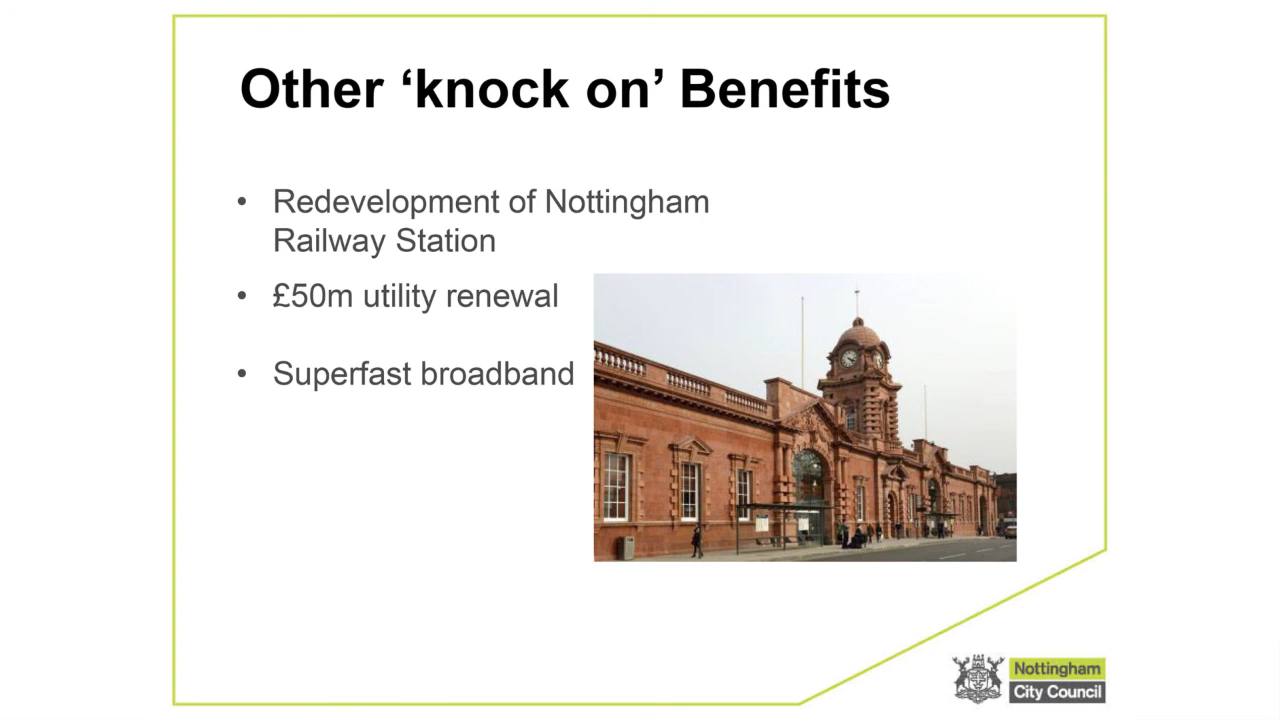 Other ‘knock on’ Benefits
• Redevelopment of Nottingham
Railway Station
• £50m utility renewal
• Superfast broadband
Nottingham
City Council